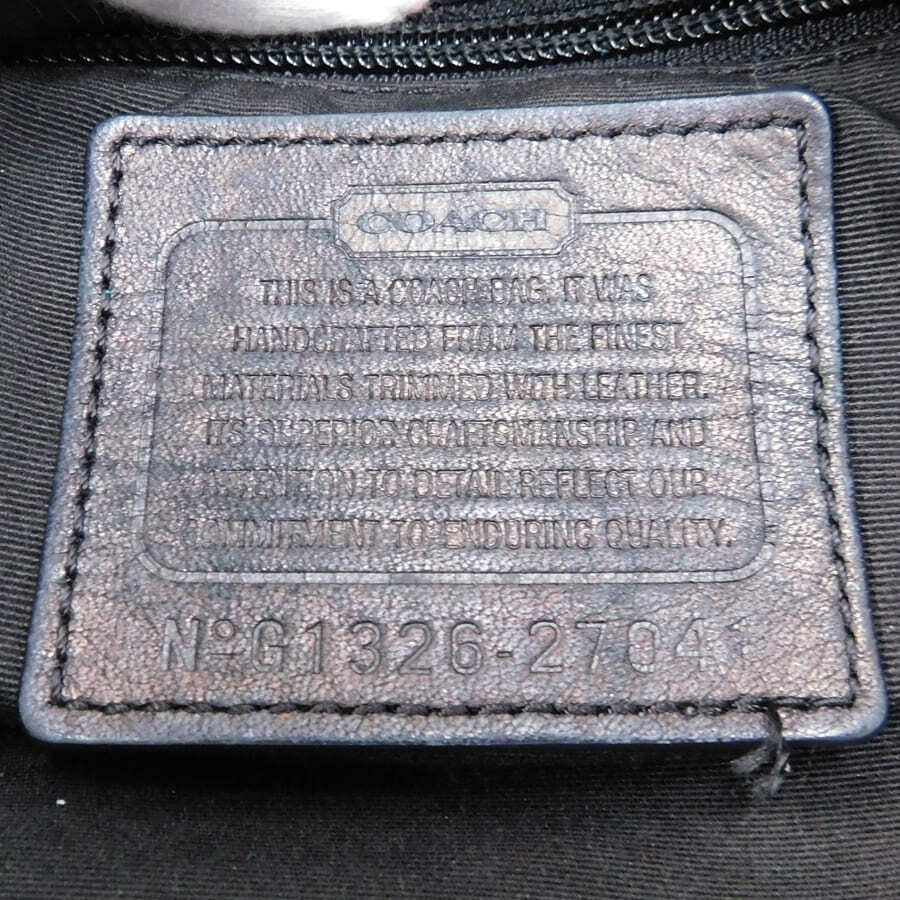 COACH
THIS IS A COACH BAG. IT WAS
HANDCRAFTED FROM THE FINEST
MATERIALS TRIMMED WITH LEATHER.
ITS SUPERIOR CRAFTSMANSHIP AND
ATTENTION TO DETAIL REFLECT OUR
COMMITMENT TO ENDURING QUALITY.
NºG1326-2704